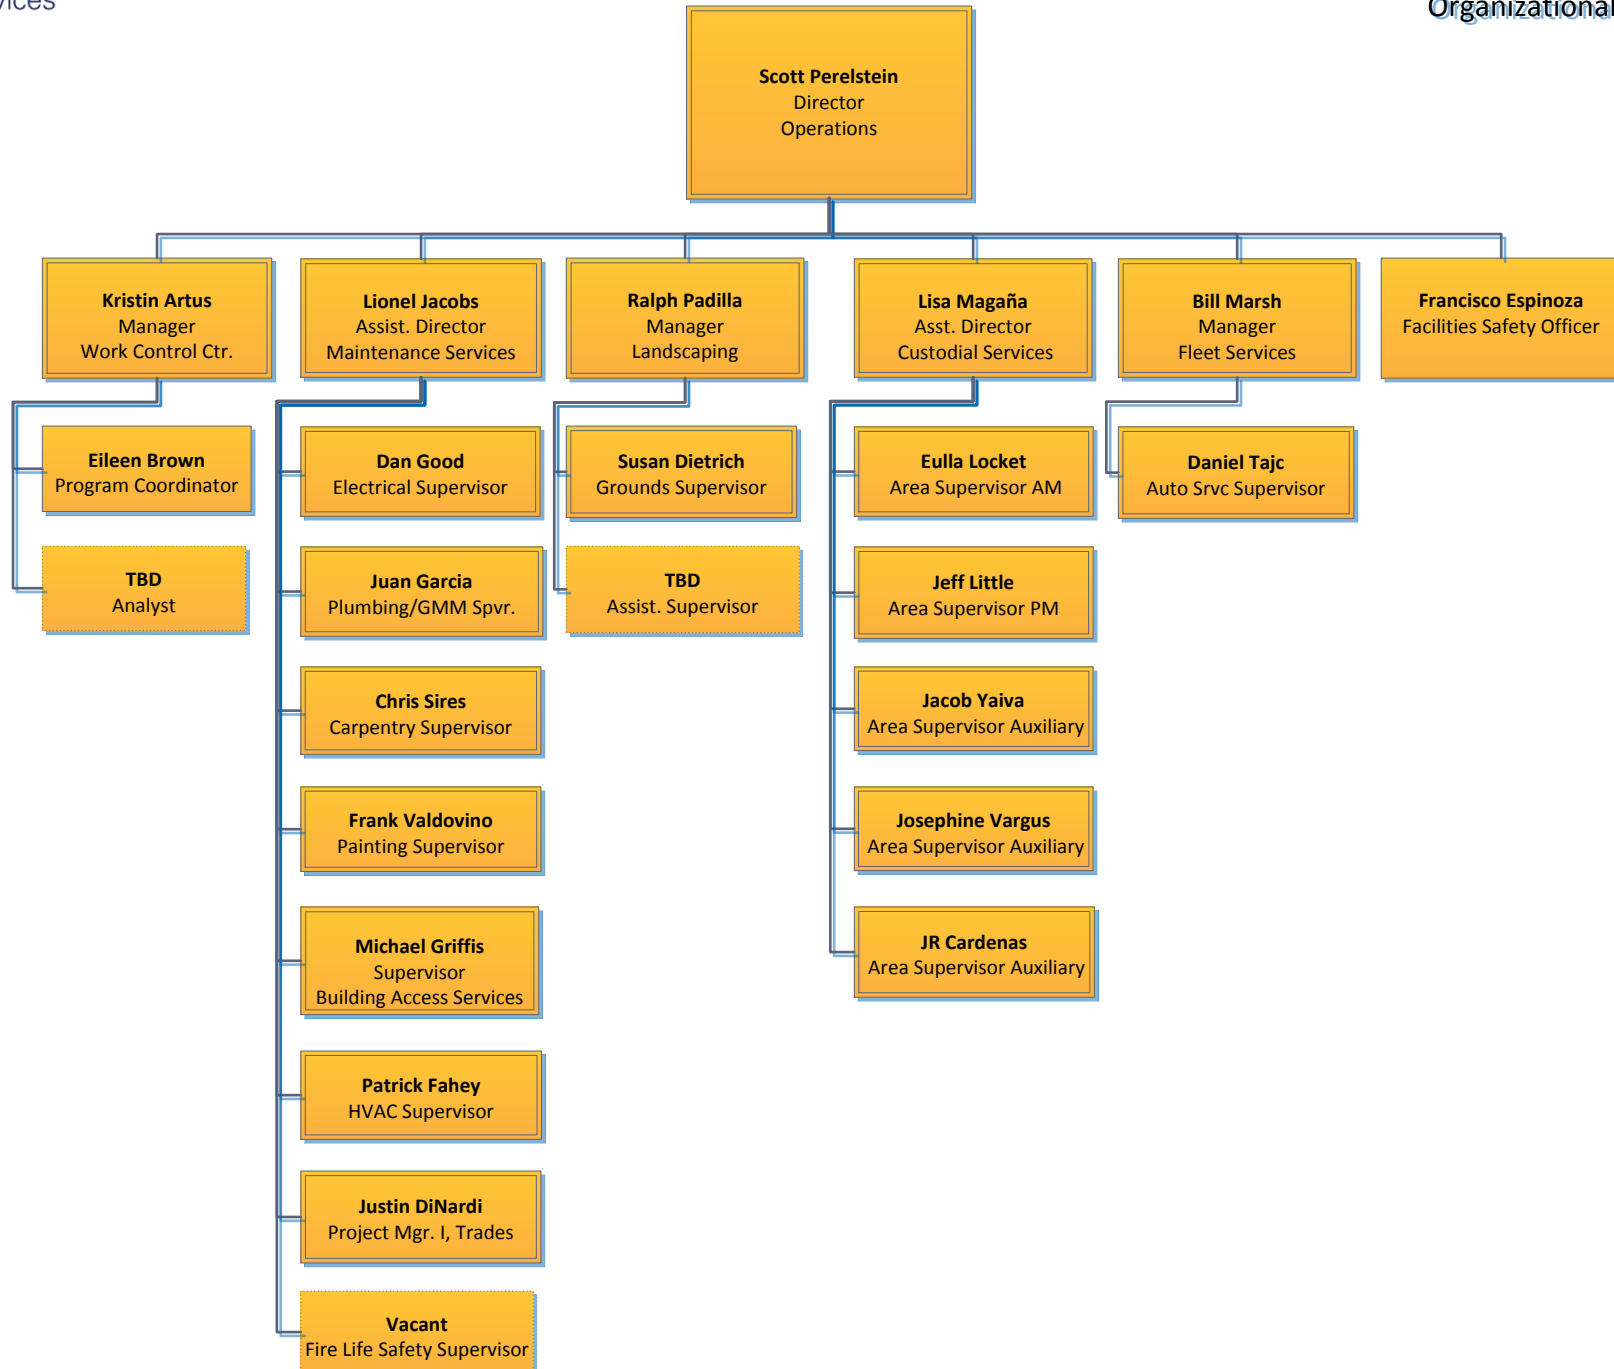 Organizational
Scott Perelstein
Director
Operations
Kristin Artus
Manager
Work Control Ctr.
Lionel Jacobs
Assist. Director
Maintenance Services
Ralph Padilla
Manager
Landscaping
Lisa Magaña
Asst. Director
Custodial Services
Bill Marsh
Manager
Fleet Services
Francisco Espinoza
Facilities Safety Officer
Eileen Brown
Program Coordinator
TBD
Analyst
Dan Good
Electrical Supervisor
Juan Garcia
Plumbing/GMM Spvr.
Chris Sires
Carpentry Supervisor
Frank Valdovino
Painting Supervisor
Michael Griffis
Supervisor
Building Access Services
Patrick Fahey
HVAC Supervisor
Justin DiNardi
Project Mgr. I, Trades
Vacant
Fire Life Safety Supervisor
Susan Dietrich
Grounds Supervisor
TBD
Assist. Supervisor
Eulla Locket
Area Supervisor AM
Jeff Little
Area Supervisor PM
Jacob Yaiva
Area Supervisor Auxiliary
Josephine Vargus
Area Supervisor Auxiliary
JR Cardenas
Area Supervisor Auxiliary
Daniel Tajc
Auto Srvc Supervisor